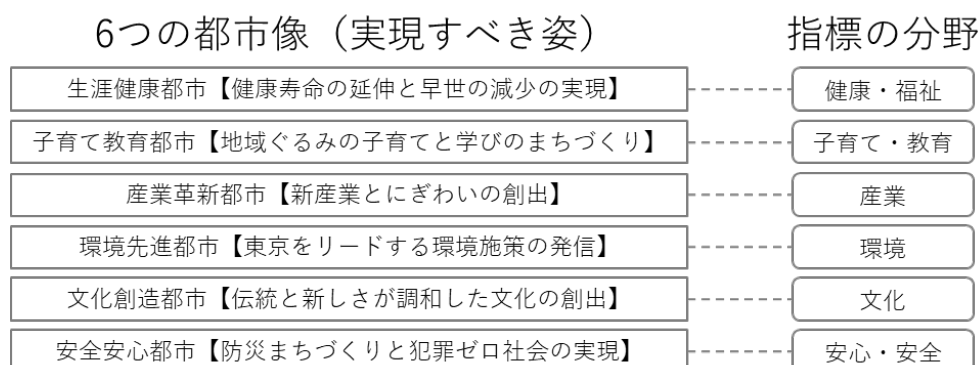 6つの都市像（実現すべき姿） 指標の分野
生涯健康都市【健康寿命の延伸と早世の減少の実現】 健康・福祉
子育て教育都市【地域ぐるみの子育てと学びのまちづくり】 子育て・教育
産業革新都市【新産業とにぎわいの創出】 産業
環境先進都市【東京をリードする環境施策の発信】 環境
文化創造都市【伝統と新しさが調和した文化の創出】 文化
安全安心都市【防災まちづくりと犯罪ゼロ社会の実現】 安心・安全